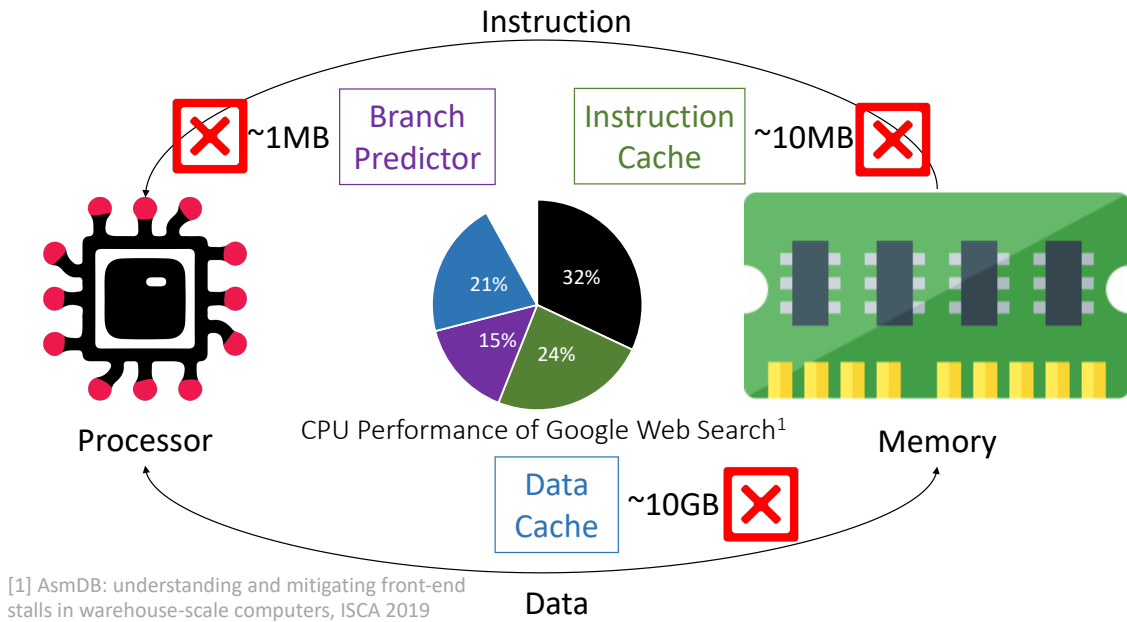 Instruction
~1MB
Branch
Predictor
Instruction
Cache
~10MB
32%
21%
15%
24%
CPU Performance of Google Web Search1
Processor
Memory
Data
Cache
~10GB
[1] AsmDB: understanding and mitigating front-end
stalls in warehouse-scale computers, ISCA 2019
Data